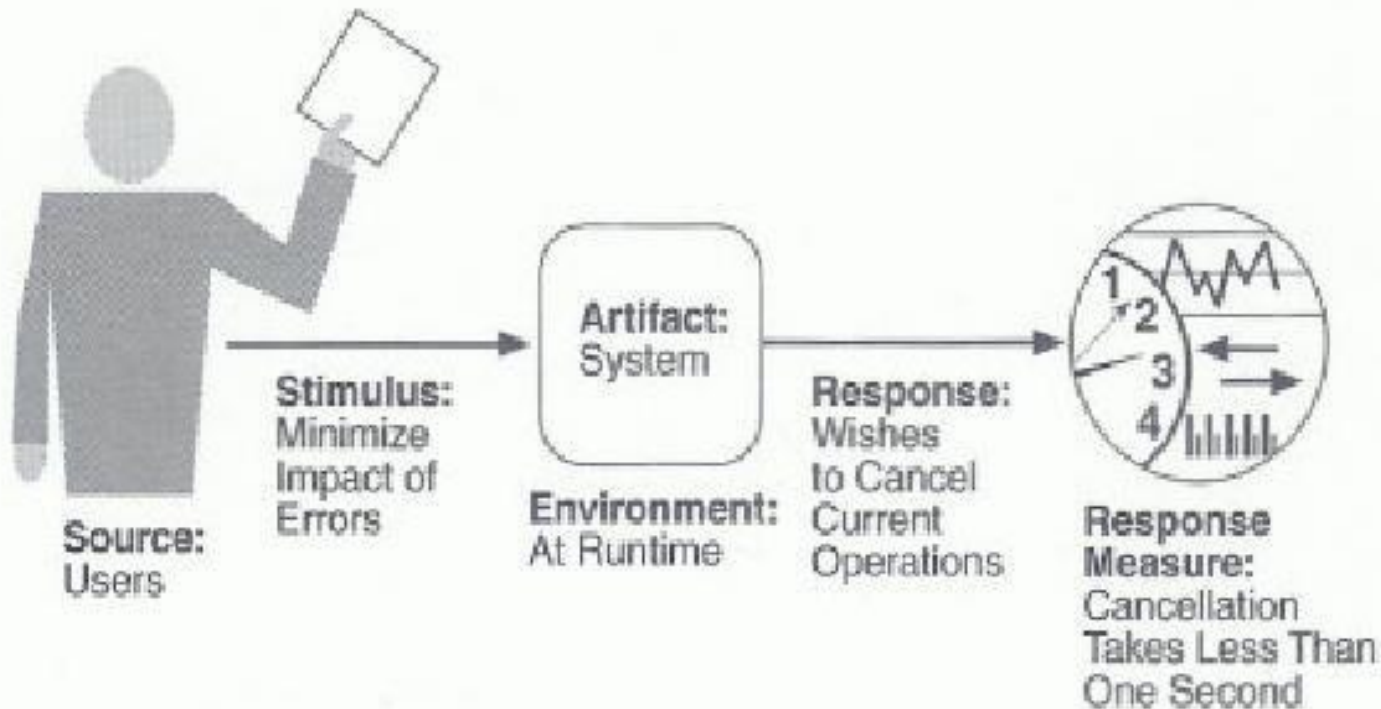 Source:
Users
Stimulus:
Minimize
Impact of
Errors
Artifact:
System
Environment:
At Runtime
Response:
Wishes
to Cancel
Current
Operations
1
2
3
4
Response
Measure:
Cancellation
Takes Less Than
One Second